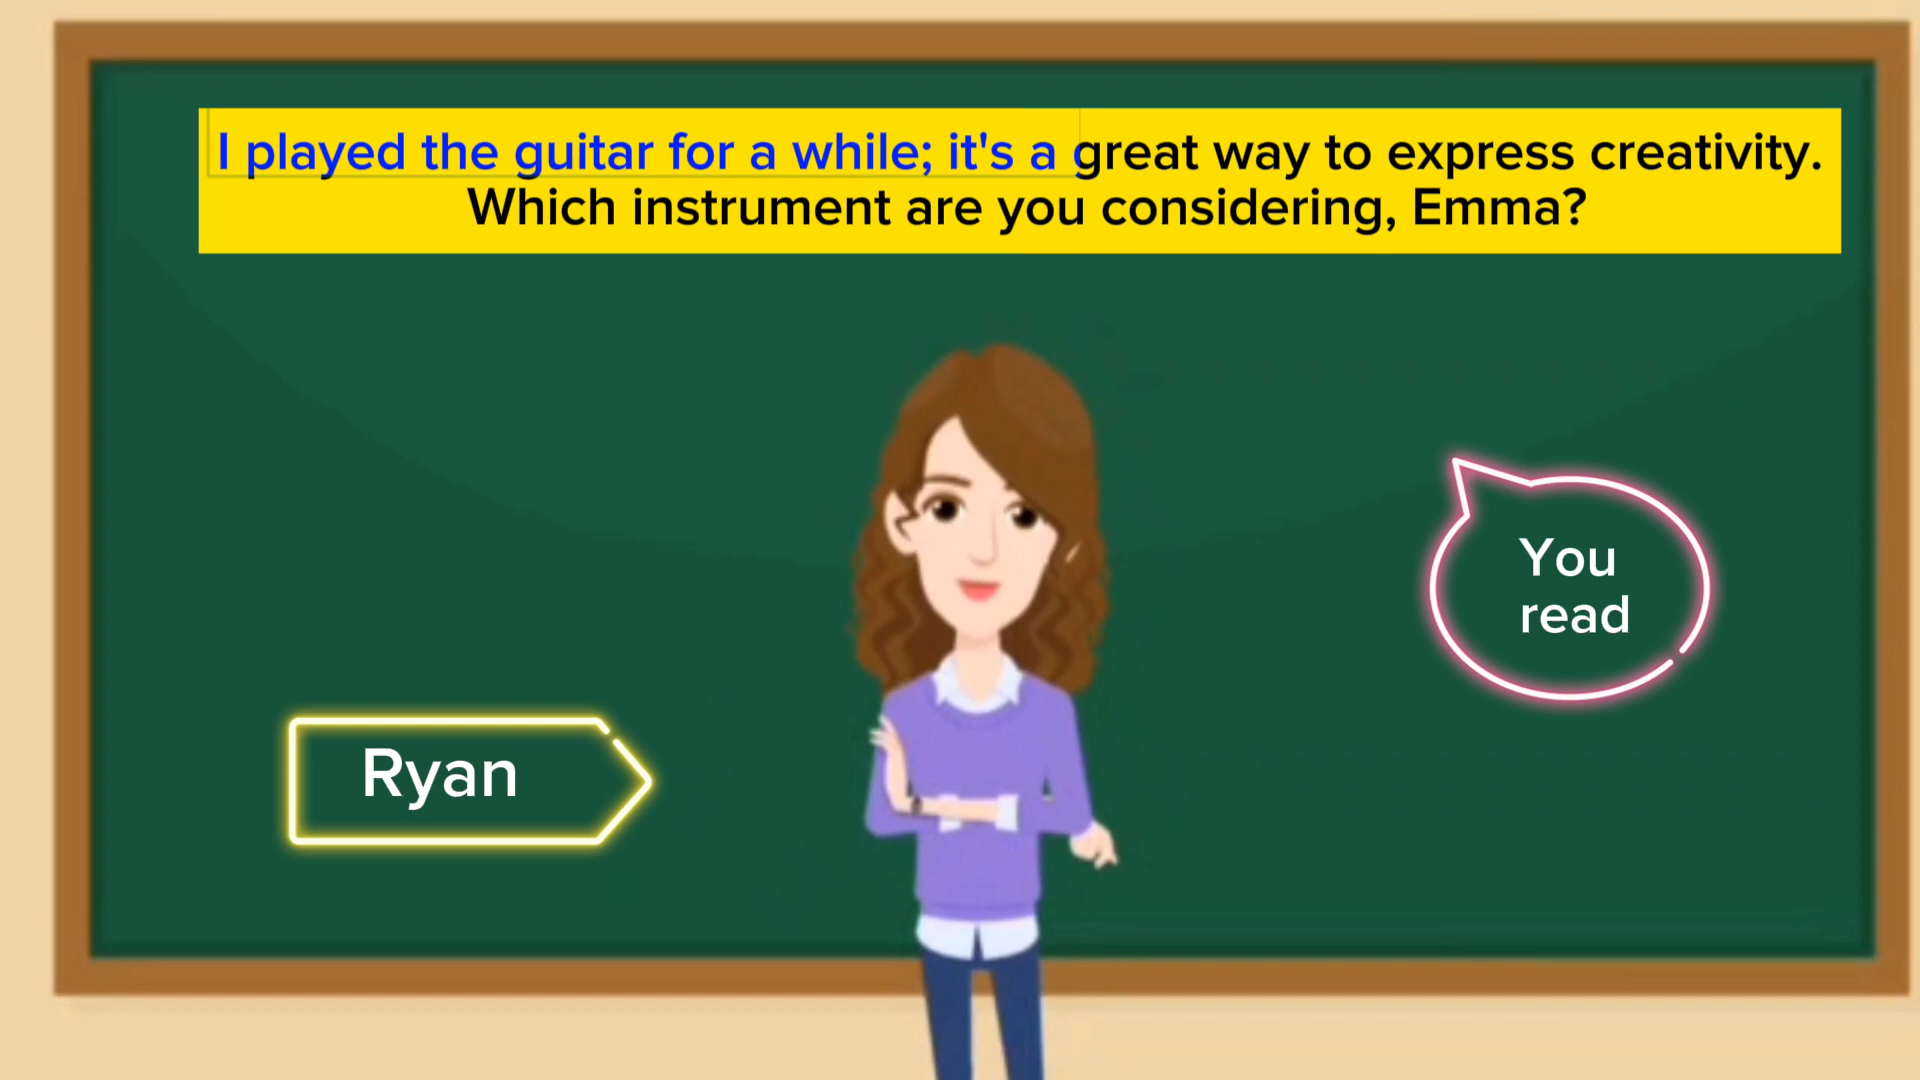 I played the guitar for a while; it's a great way to express creativity.
Which instrument are you considering, Emma?
You
read
Ryan